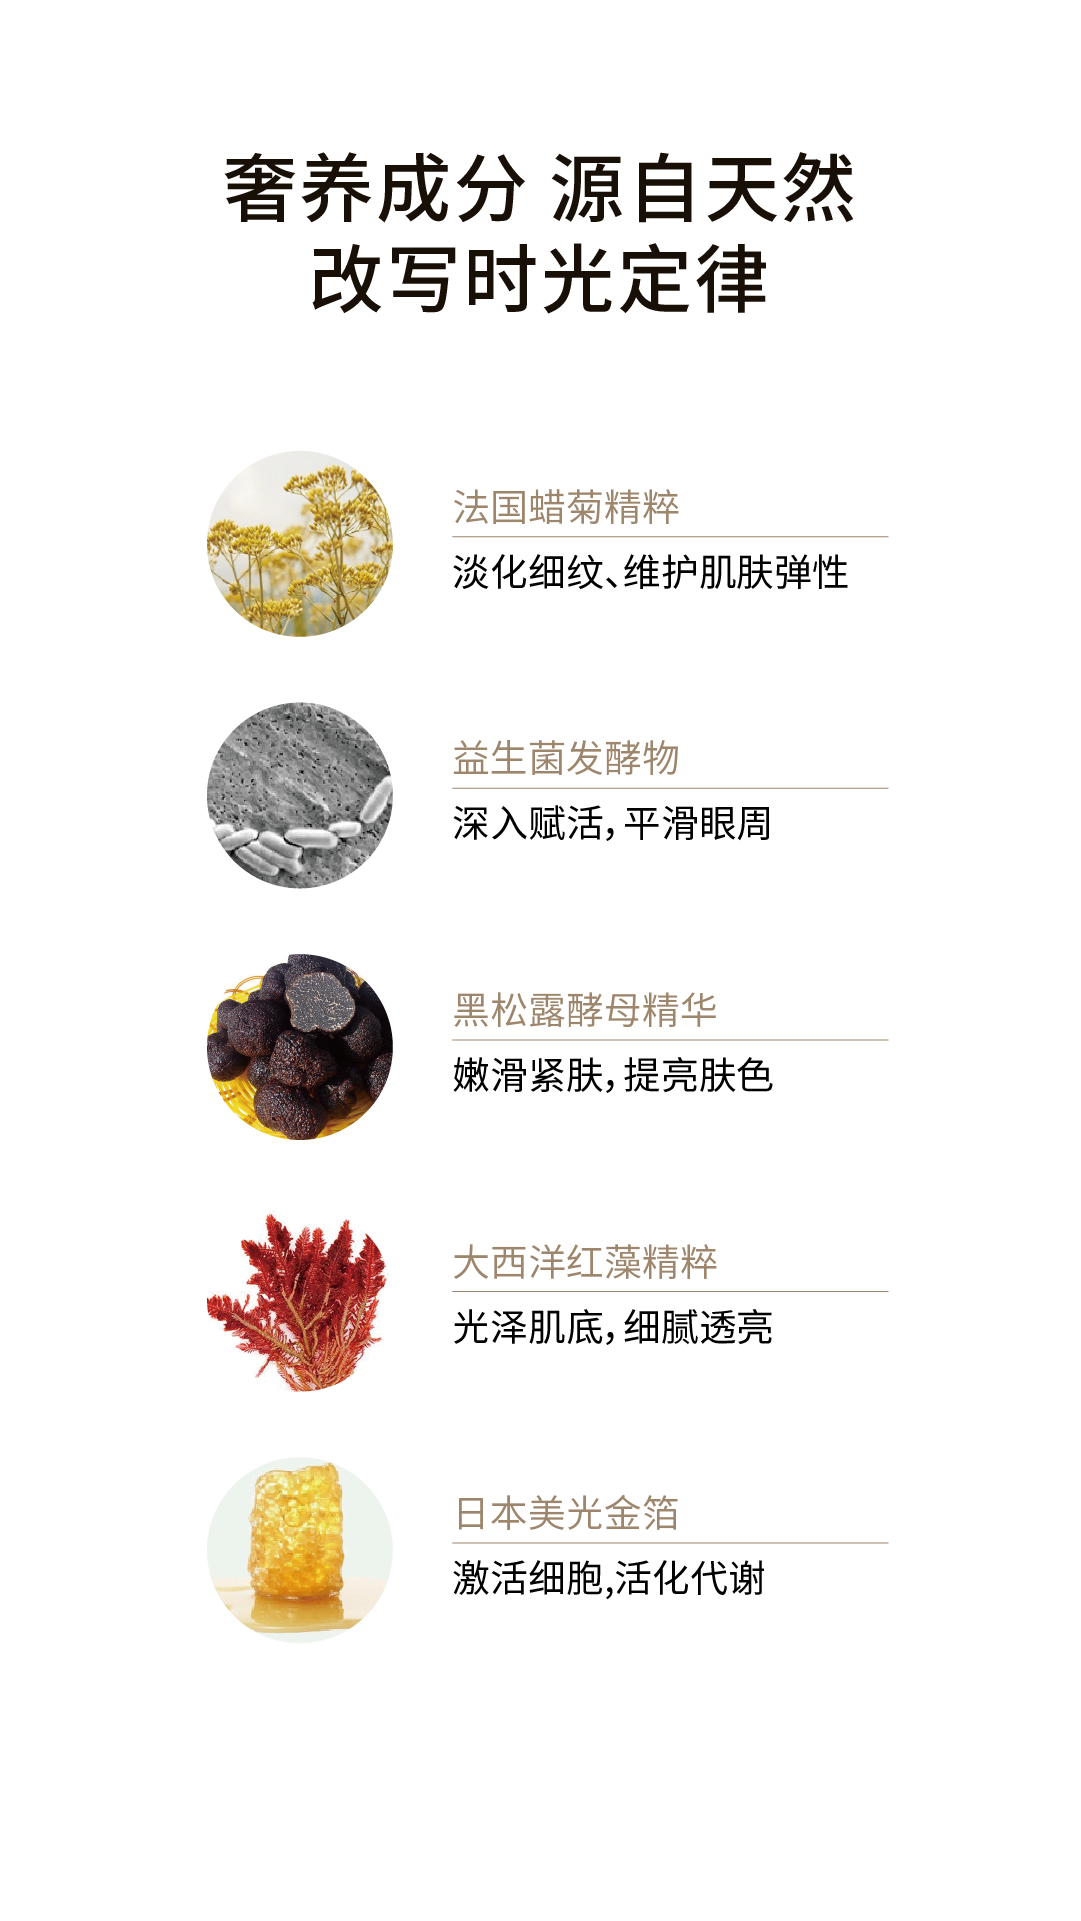 奢养成分 源自天然
改写时光定律
法国蜡菊精粹
淡化细纹、维护肌肤弹性
益生菌发酵物
深入赋活，平滑眼周
黑松露酵母精华
嫩滑紧肤，提亮肤色
大西洋红藻精粹
光泽肌底，细腻透亮
日本美光金箔
激活细胞,活化代谢